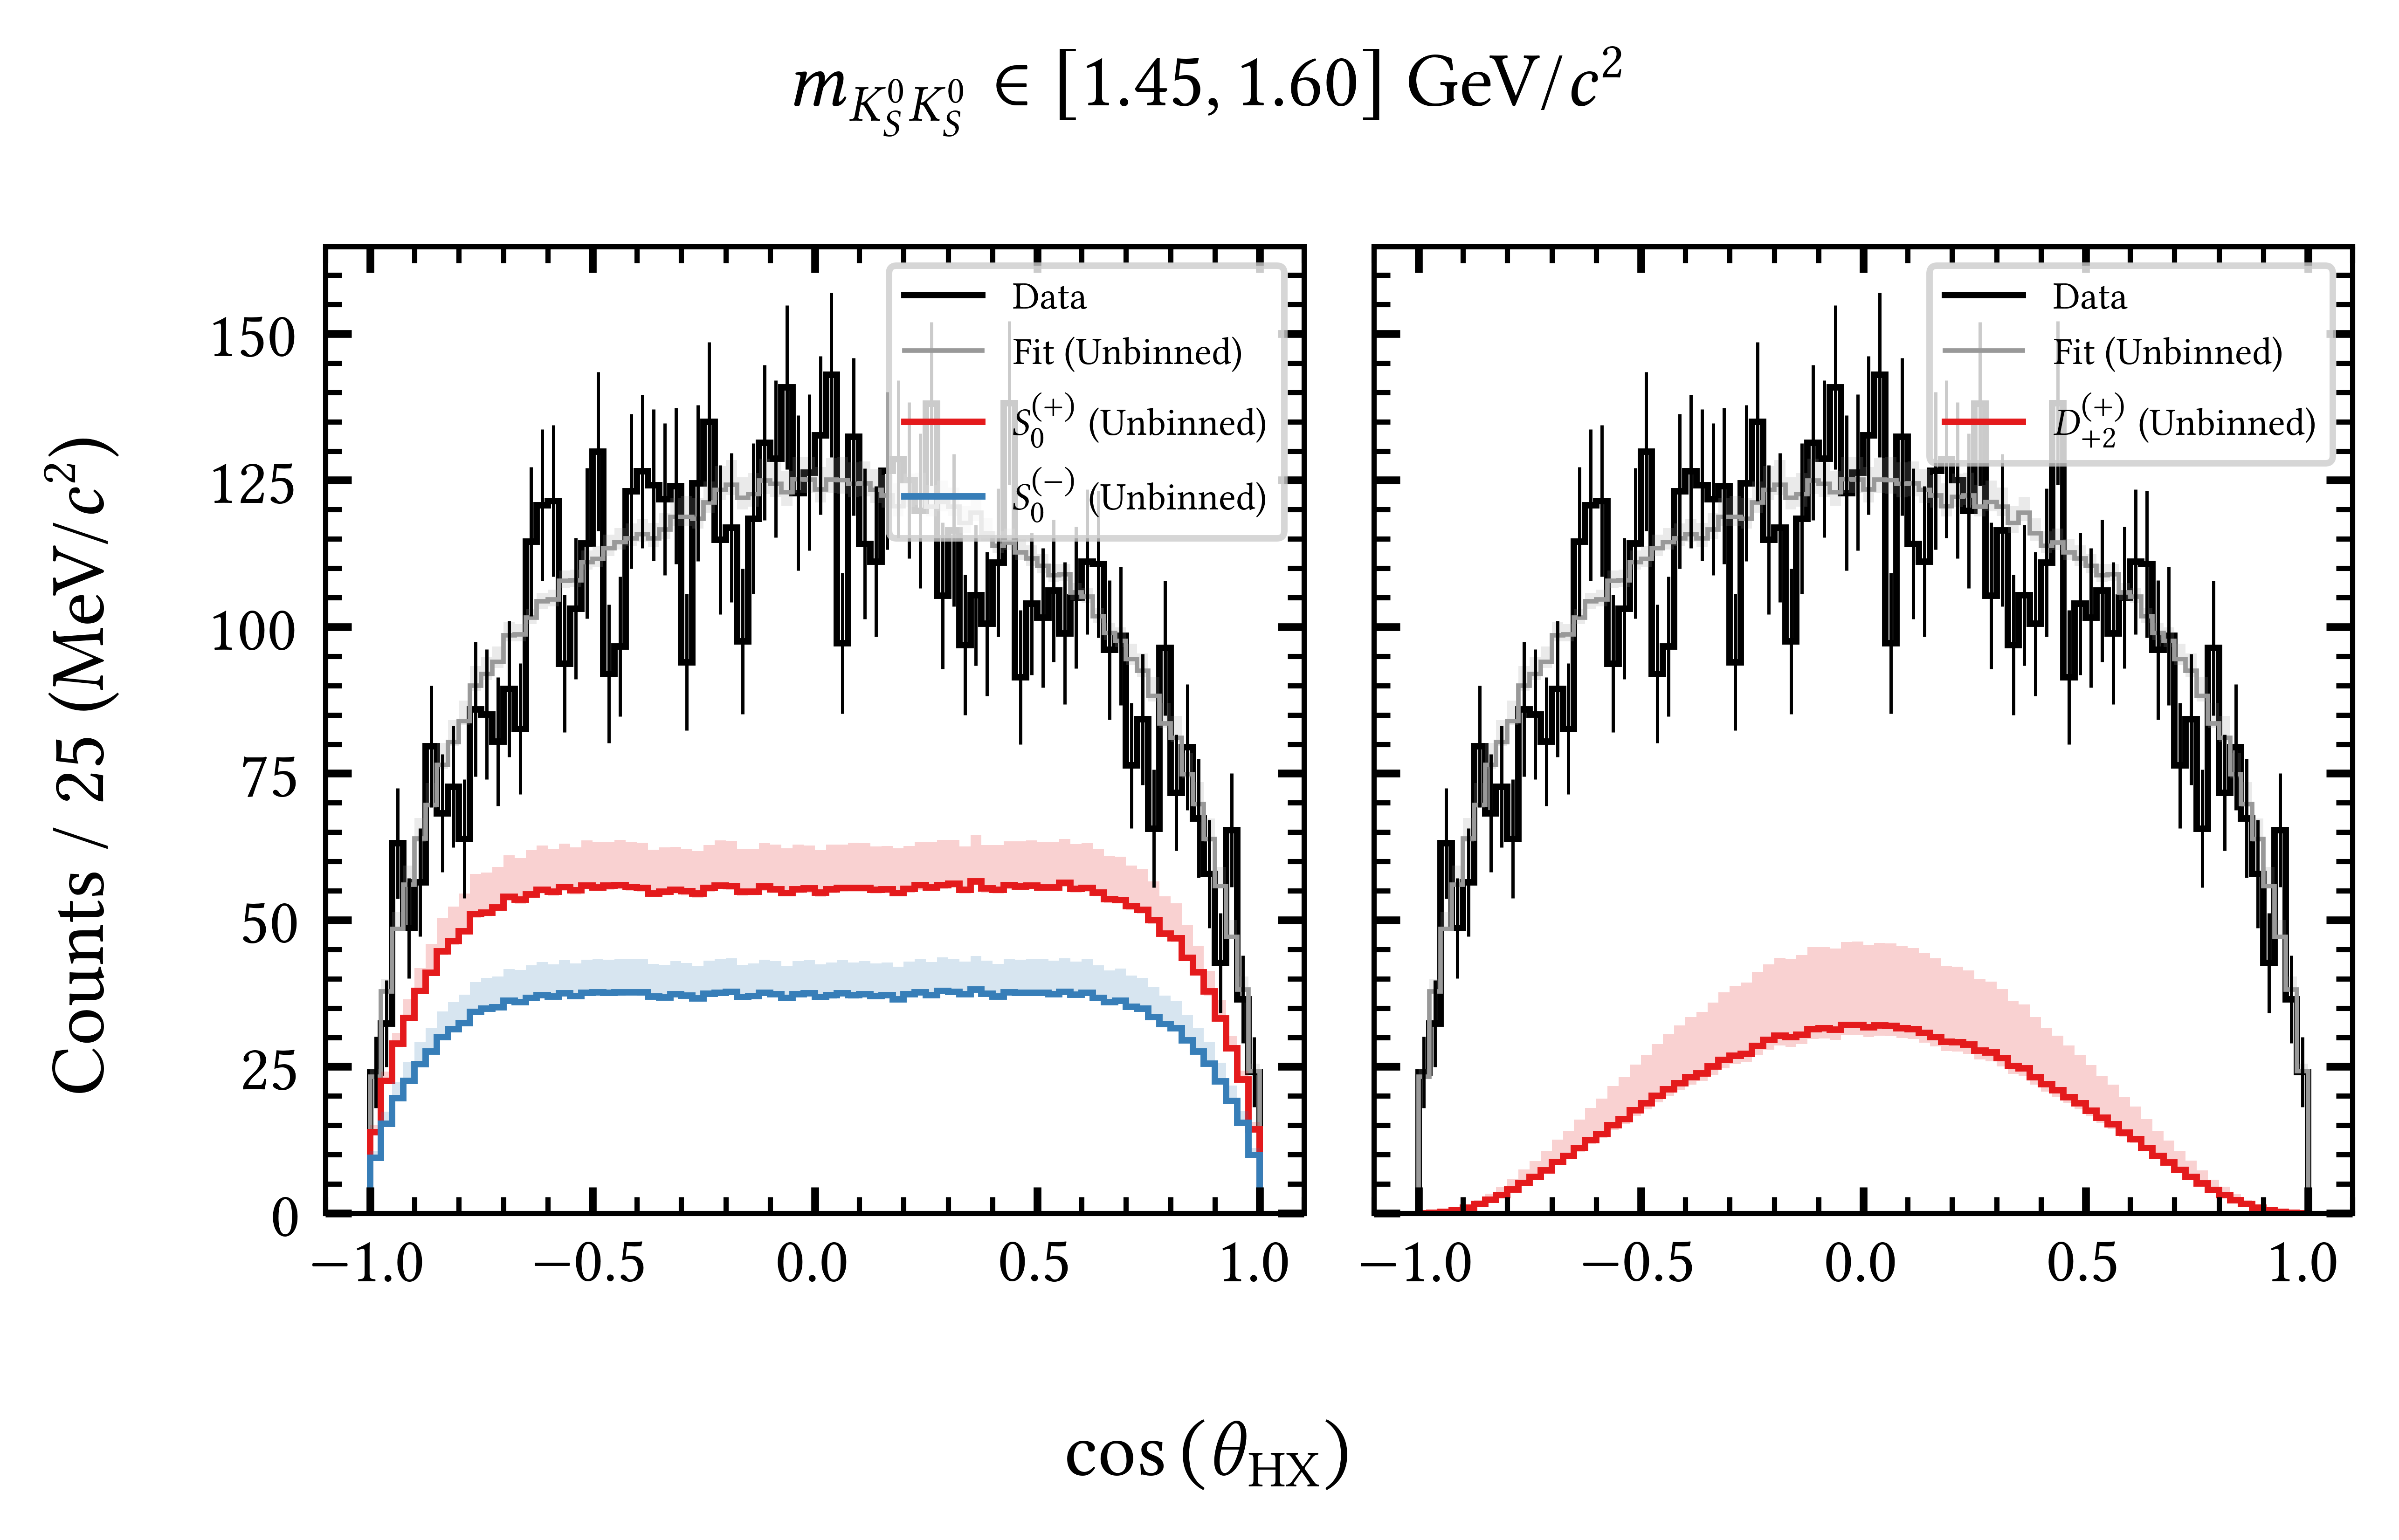 m_{K_S^0 K_S^0} ∈ [1.45, 1.60] GeV/c²
Counts / 25 (MeV/c²)
150
125
100
75
50
25
0
Data
Fit (Unbinned)
S_0^{(+)} (Unbinned)
S_0^{(−)} (Unbinned)
−1.0 −0.5 0.0 0.5 1.0
Data
Fit (Unbinned)
D_{+2}^{(+)} (Unbinned)
−1.0 −0.5 0.0 0.5 1.0
cos (θ_{HX})